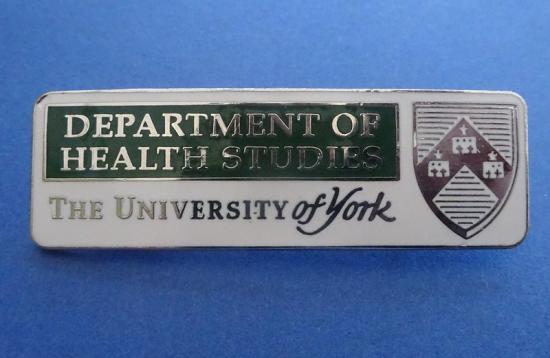 DEPARTMENT OF
HEALTH STUDIES
THE UNIVERSITY of York